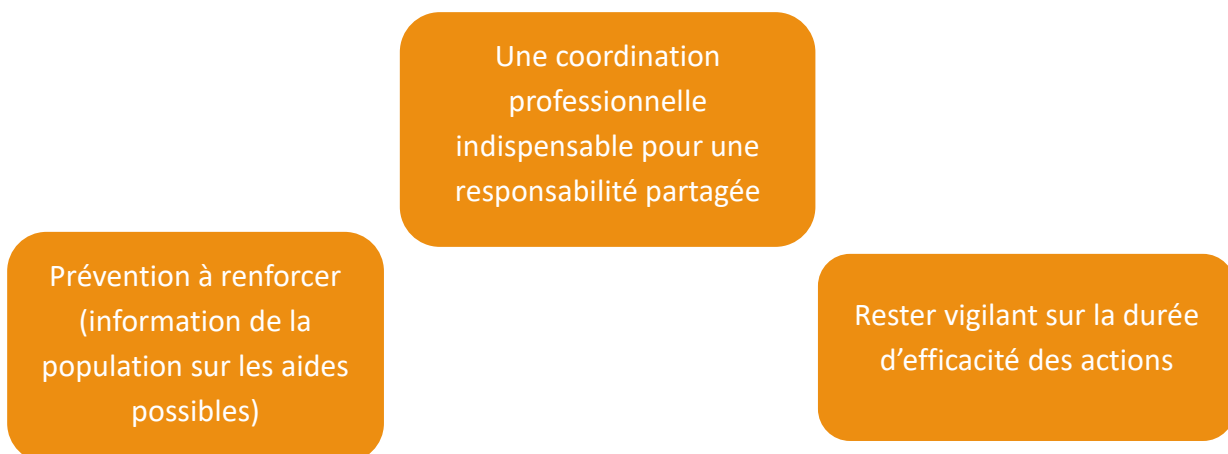 Une coordination
professionnelle
indispensable pour une
responsabilité partagée
Prévention à renforcer
(information de la
population sur les aides
possibles)
Rester vigilant sur la durée
d’efficacité des actions